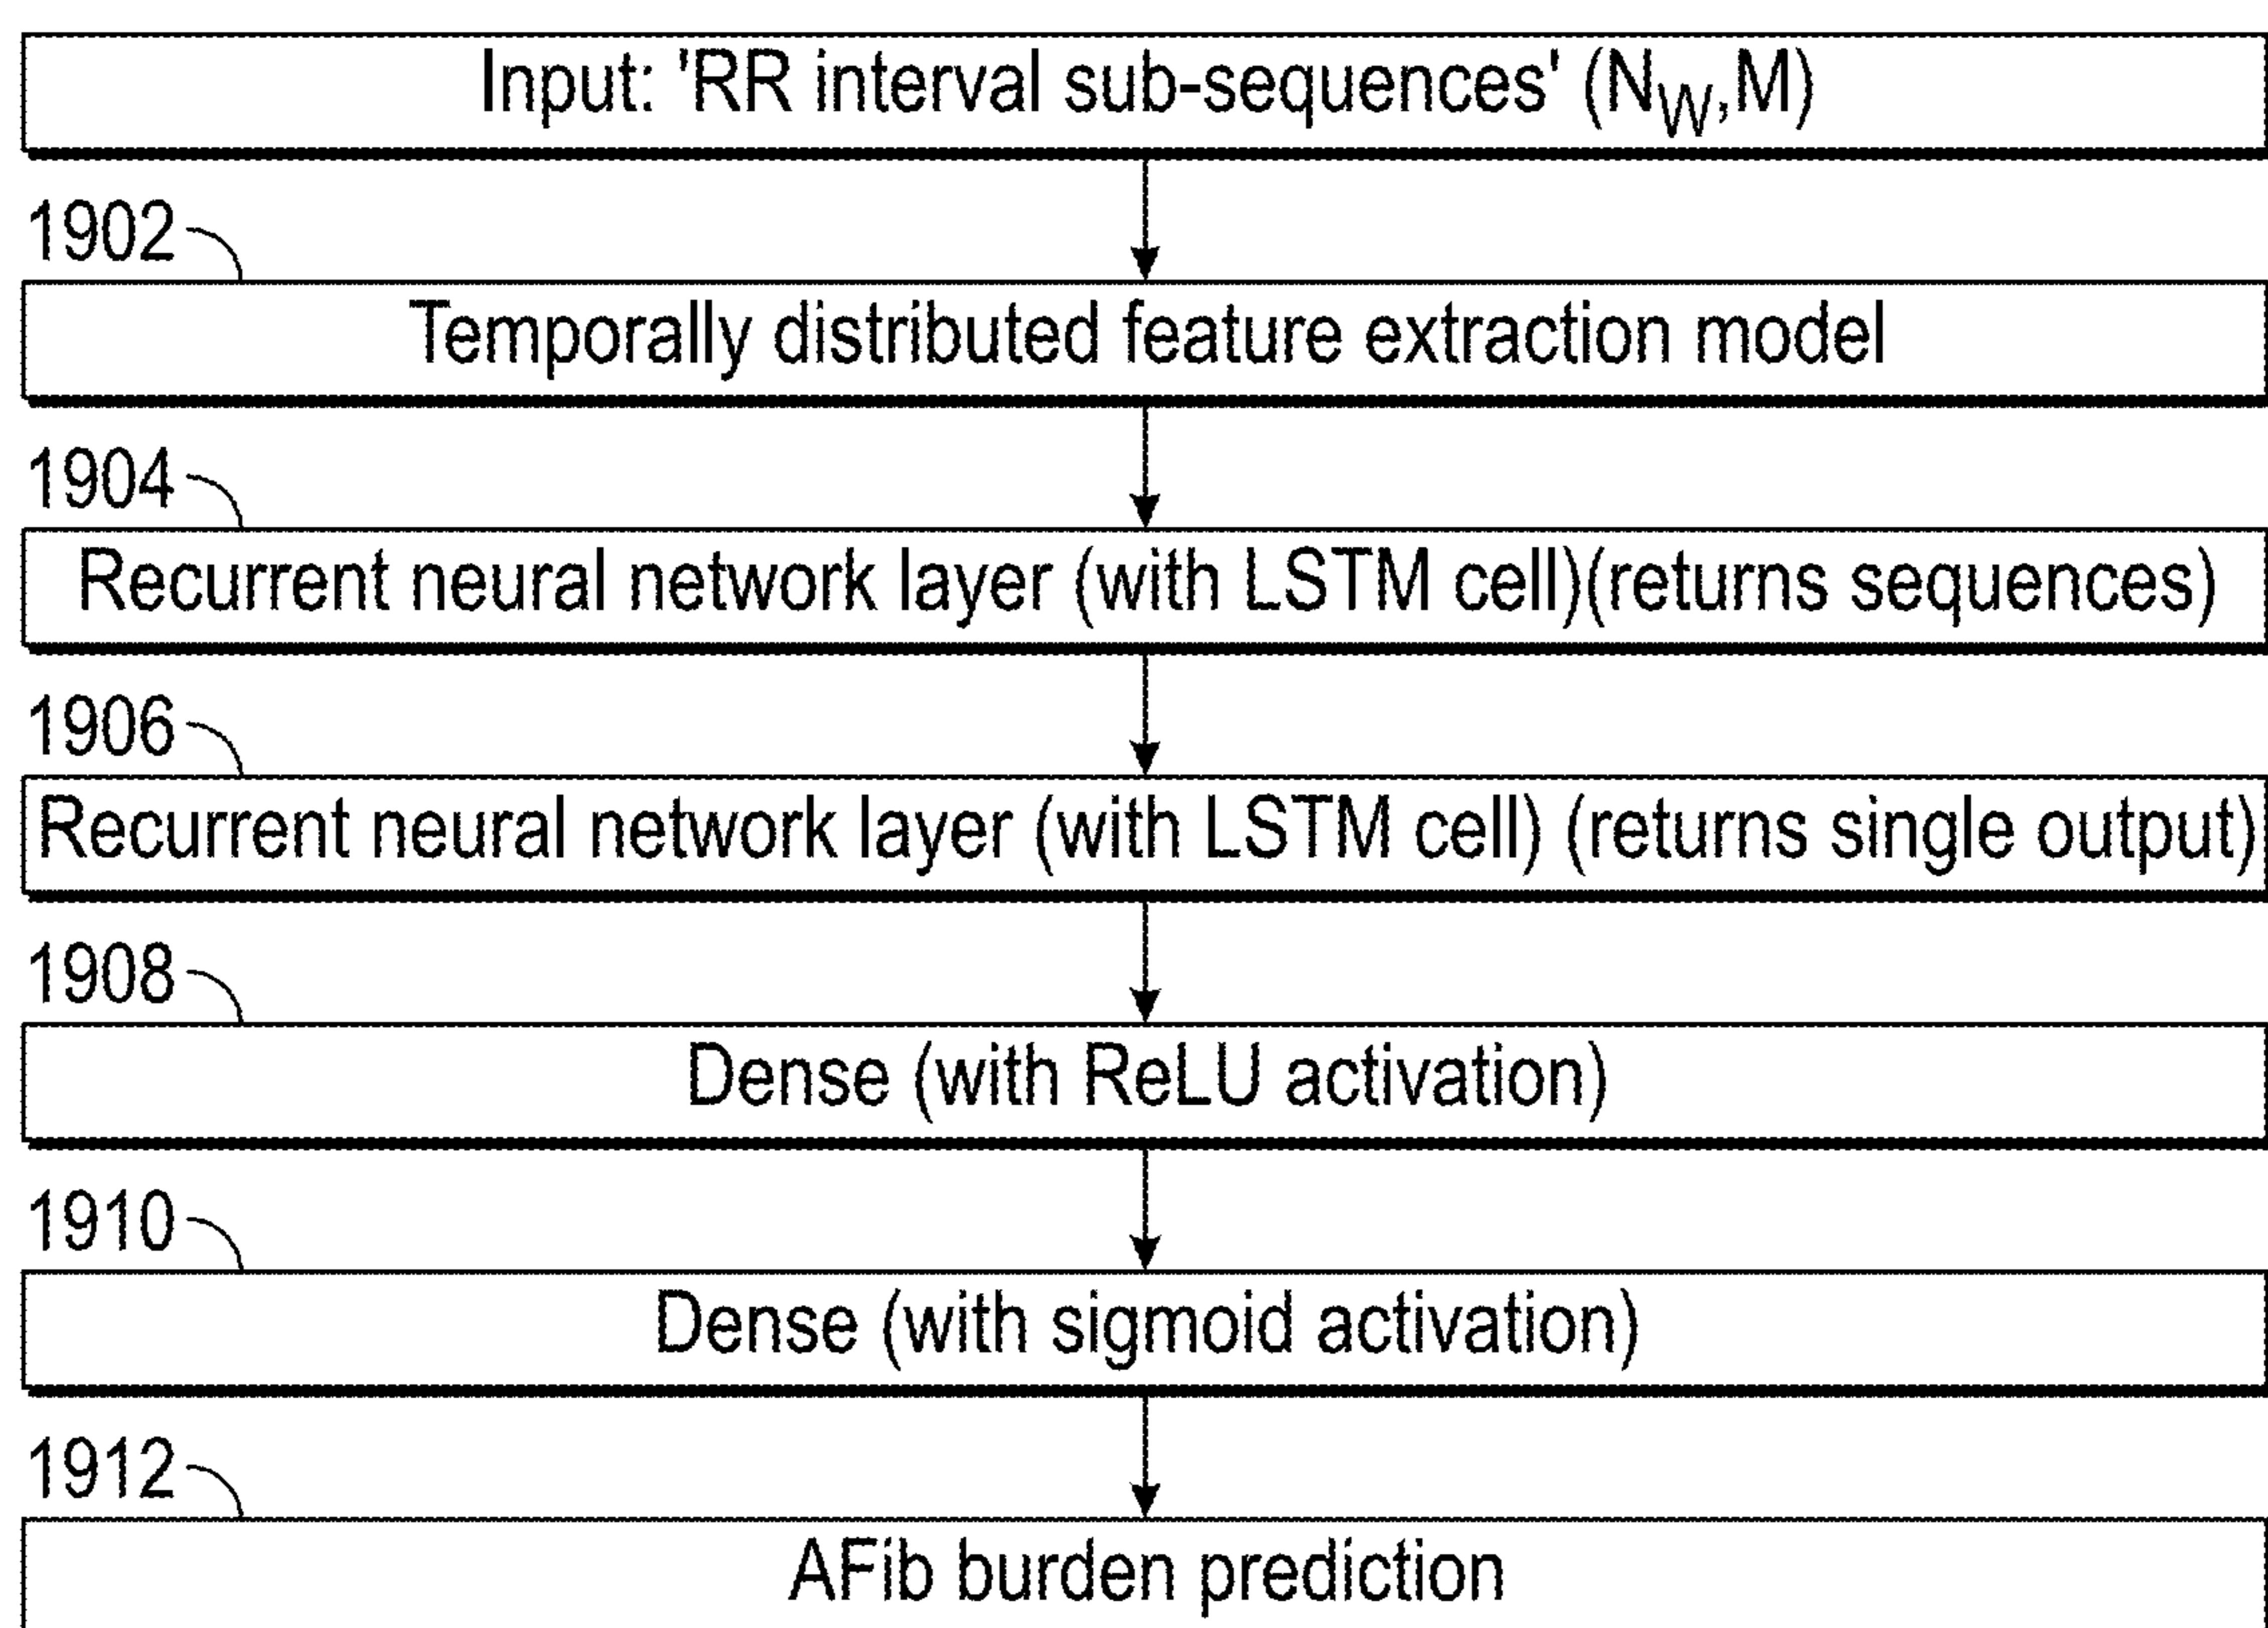 Input: 'RR interval sub-sequences' (N_W,M)
1902
Temporally distributed feature extraction model
1904
Recurrent neural network layer (with LSTM cell)(returns sequences)
1906
Recurrent neural network layer (with LSTM cell) (returns single output)
1908
Dense (with ReLU activation)
1910
Dense (with sigmoid activation)
1912
AFib burden prediction